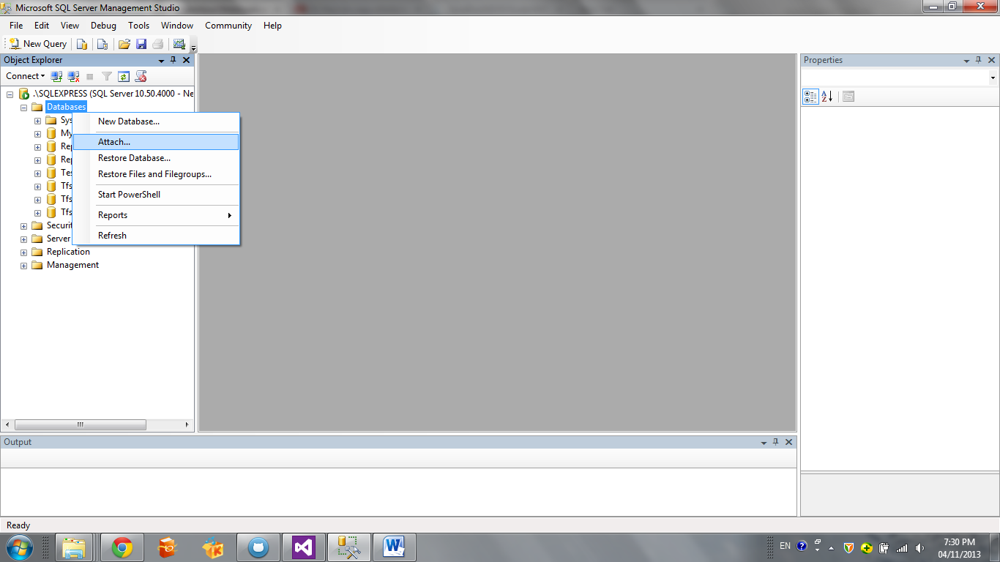 Microsoft SQL Server Management Studio
File Edit View Debug Tools Window Community Help
New Query
Object Explorer
Connect
.\SQLEXPRESS (SQL Server 10.50.4000 - Ne
Databases
Sys
My
Rep
Rep
Tes
Tfs
Tfs
Tfs
Securit
Server
Replication
Management
New Database...
Attach...
Restore Database...
Restore Files and Filegroups...
Start PowerShell
Reports
Refresh
Properties
Output
Ready
EN
7:30 PM
04/11/2013